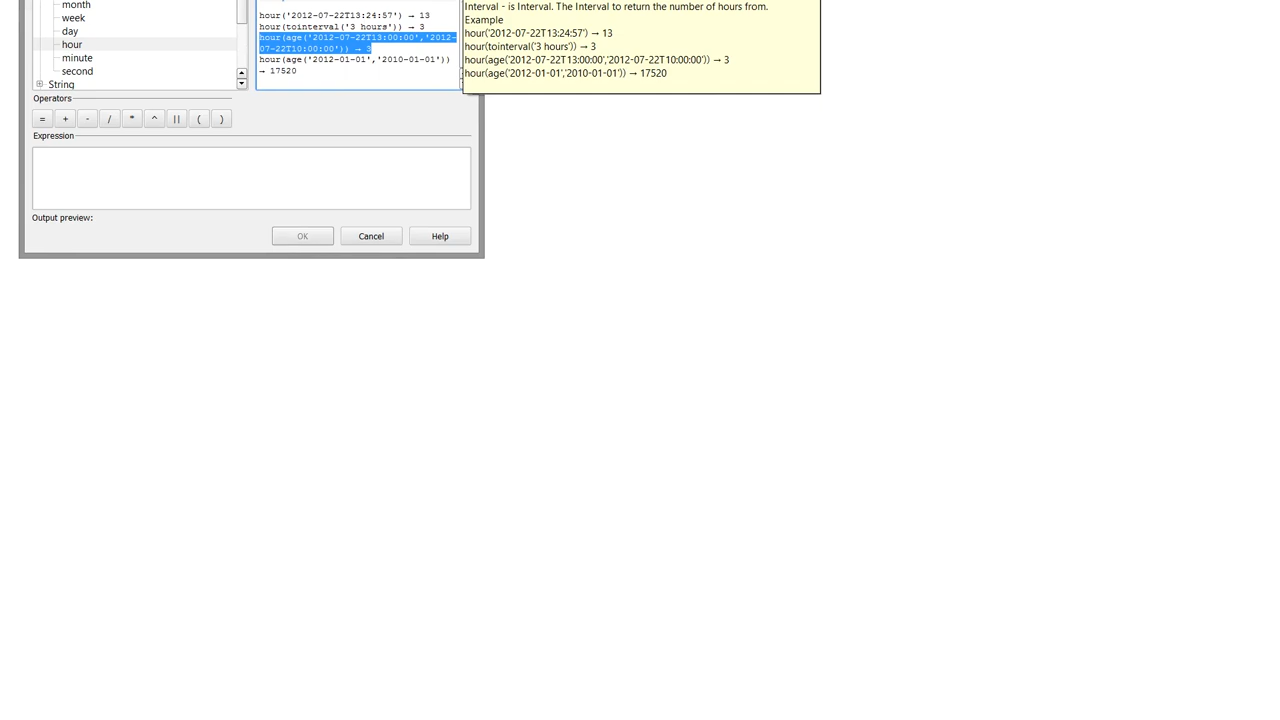 month
week
day
hour
minute
second
String
hour('2012-07-22T13:24:57') → 13
hour(tointerval('3 hours')) → 3
hour(age('2012-07-22T13:00:00','2012-
07-22T10:00:00')) → 3
hour(age('2012-01-01','2010-01-01'))
→ 17520
Interval - is Interval. The Interval to return the number of hours from.
Example
hour('2012-07-22T13:24:57') → 13
hour(tointerval('3 hours')) → 3
hour(age('2012-07-22T13:00:00','2012-07-22T10:00:00')) → 3
hour(age('2012-01-01','2010-01-01')) → 17520
Operators
= + - / * ^ || ( )
Expression
Output preview:
OK Cancel Help